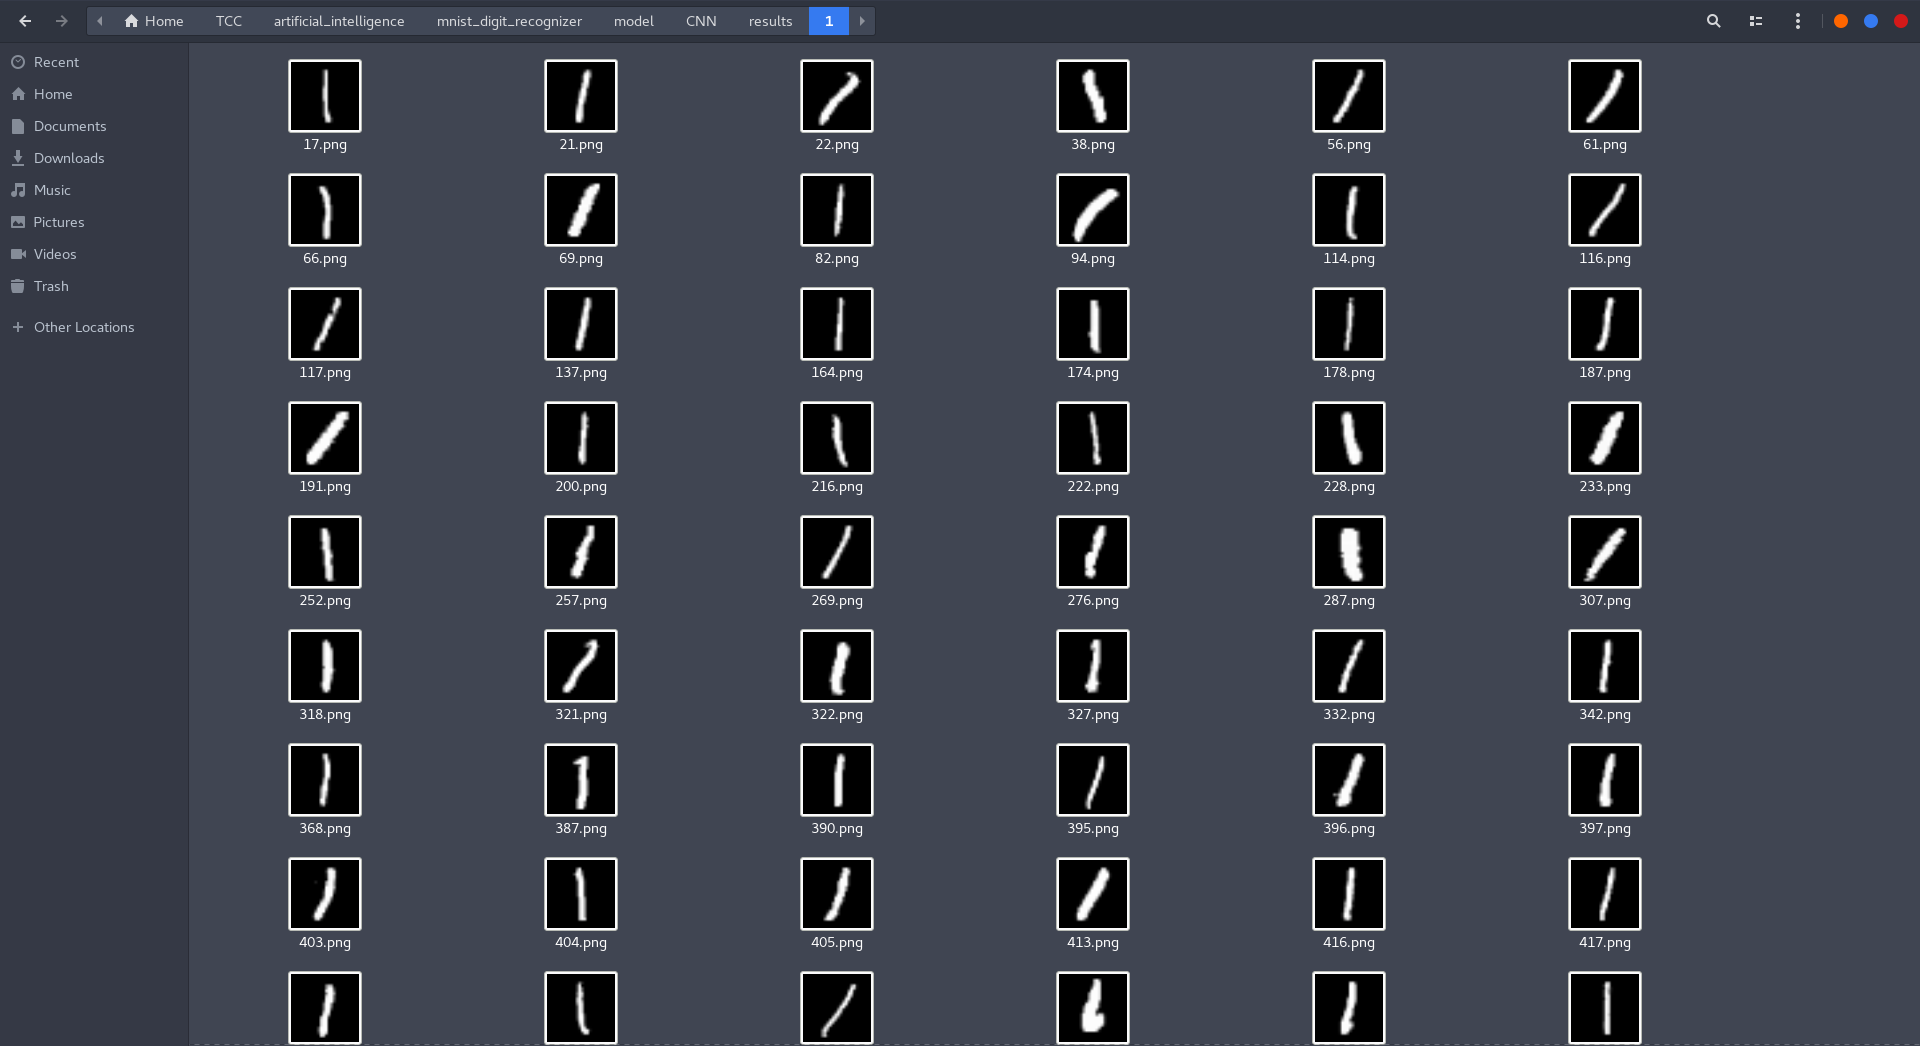 Home TCC artificial_intelligence mnist_digit_recognizer model CNN results 1
Recent
Home
Documents
Downloads
Music
Pictures
Videos
Trash
Other Locations
17.png 21.png 22.png 38.png 56.png 61.png
66.png 69.png 82.png 94.png 114.png 116.png
117.png 137.png 164.png 174.png 178.png 187.png
191.png 200.png 216.png 222.png 228.png 233.png
252.png 257.png 269.png 276.png 287.png 307.png
318.png 321.png 322.png 327.png 332.png 342.png
368.png 387.png 390.png 395.png 396.png 397.png
403.png 404.png 405.png 413.png 416.png 417.png